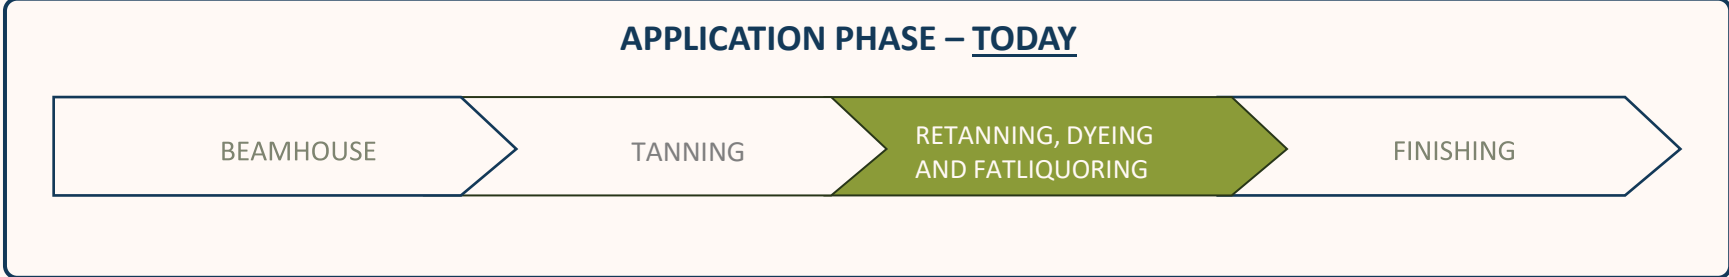 APPLICATION PHASE – TODAY
BEAMHOUSE
TANNING
RETANNING, DYEING
AND FATLIQUORING
FINISHING